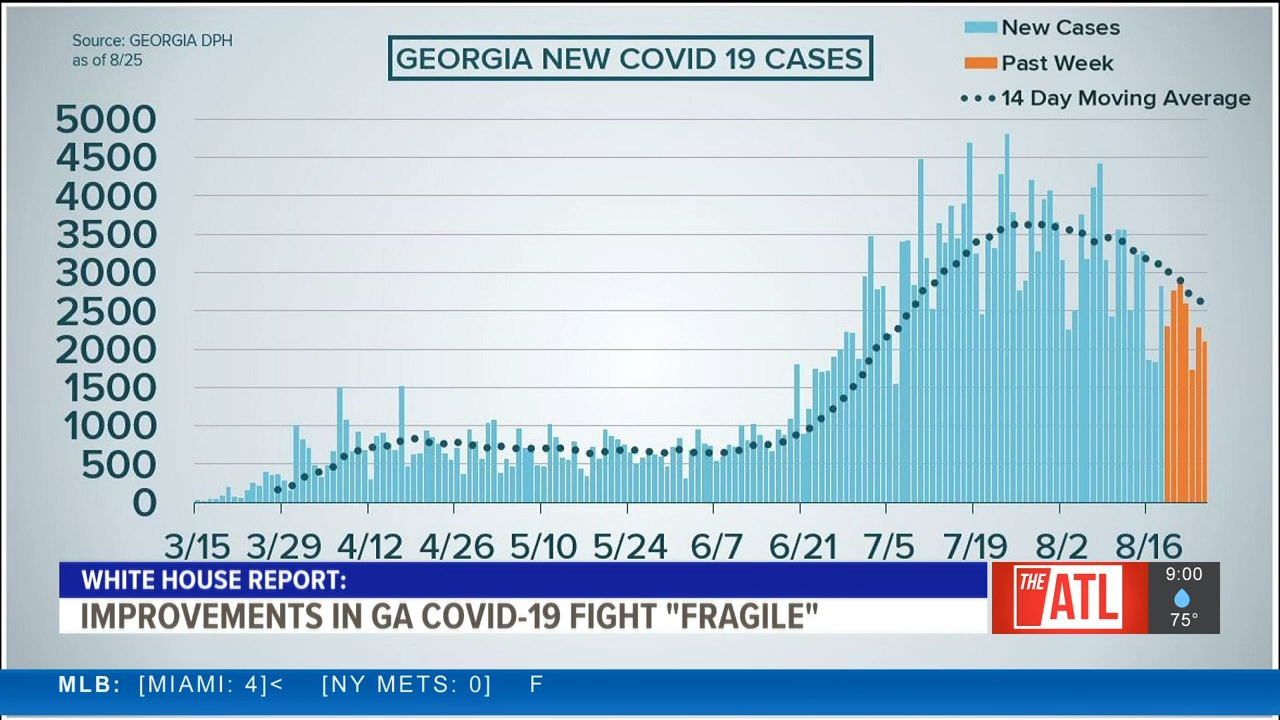 Source: GEORGIA DPH
as of 8/25
GEORGIA NEW COVID 19 CASES
New Cases
Past Week
14 Day Moving Average
5000
4500
4000
3500
3000
2500
2000
1500
1000
500
0
3/15 3/29 4/12 4/26 5/10 5/24 6/7 6/21 7/5 7/19 8/2 8/16
WHITE HOUSE REPORT:
IMPROVEMENTS IN GA COVID-19 FIGHT "FRAGILE"
THE ATL
9:00
75°
MLB: [MIAMI: 4]< [NY METS: 0] F